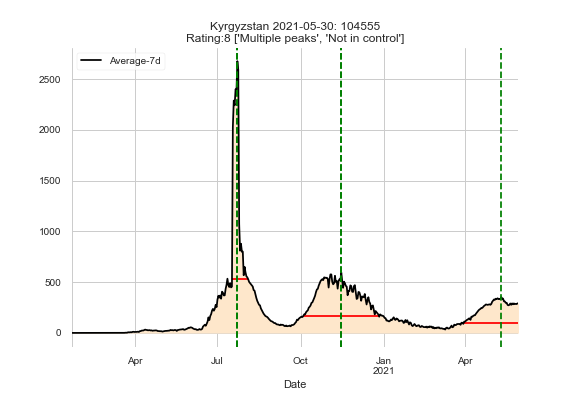 Kyrgyzstan 2021-05-30: 104555
Rating:8 ['Multiple peaks', 'Not in control']
Average-7d
2500
2000
1500
1000
500
0
Apr Jul Oct Jan Apr
2021
Date